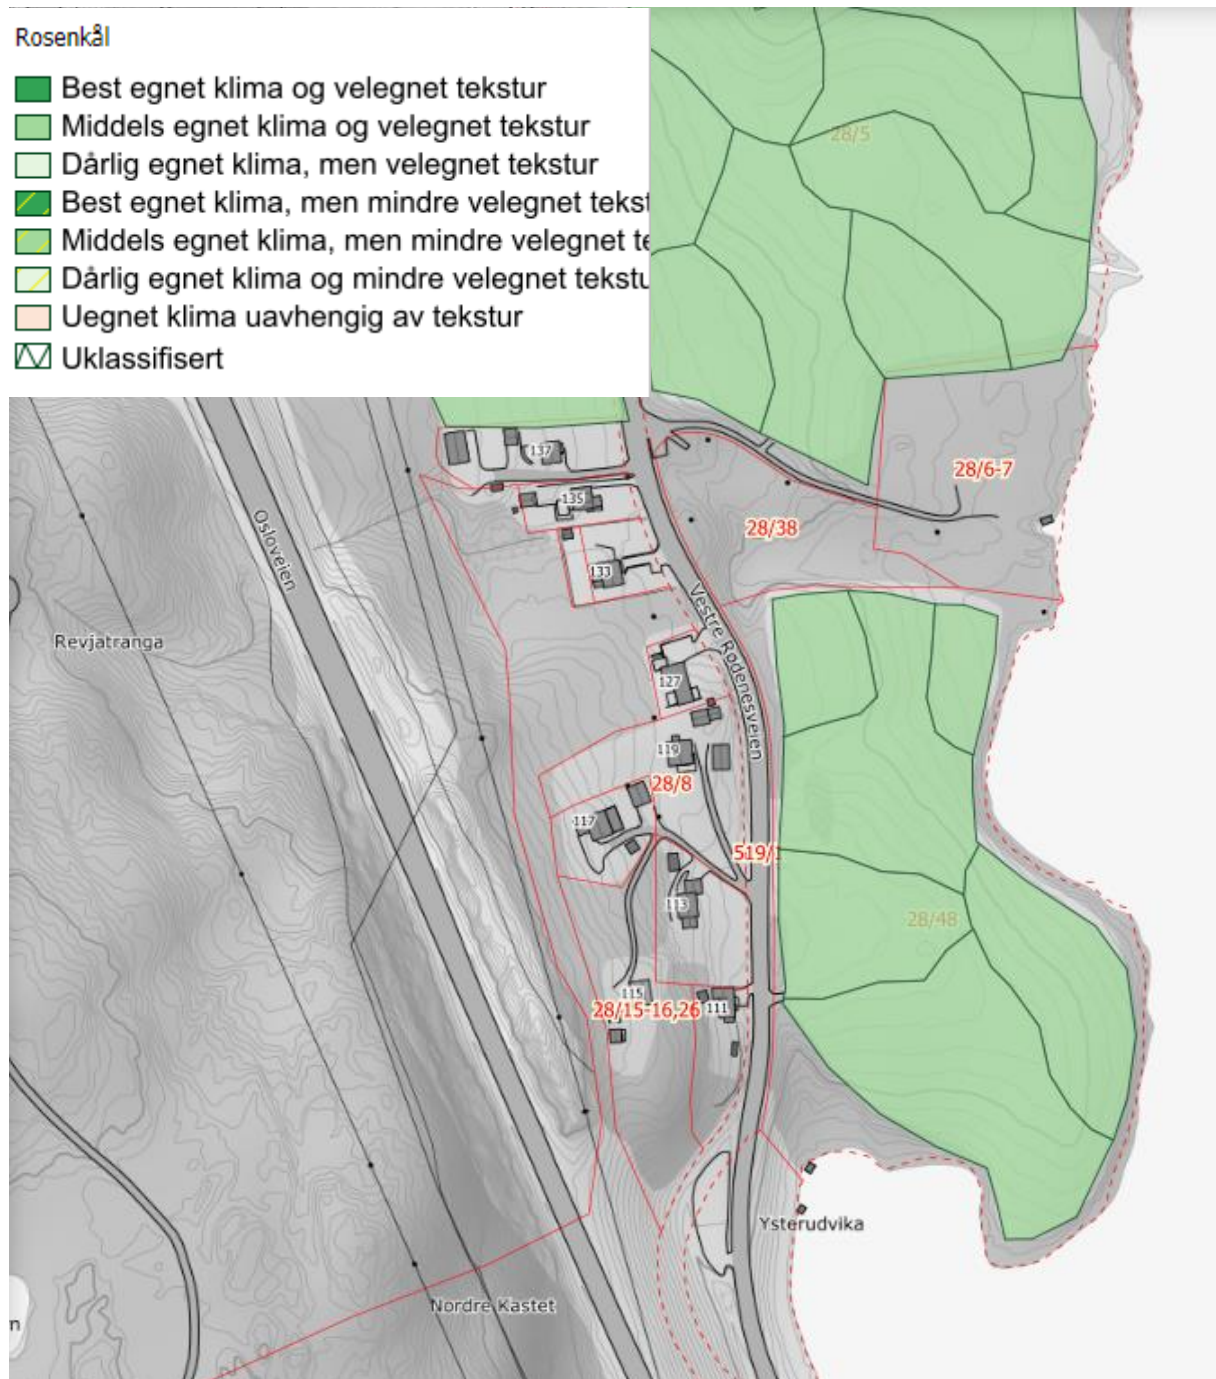 Rosenkål
Best egnet klima og velegnet tekstur
Middels egnet klima og velegnet tekstur
Dårlig egnet klima, men velegnet tekstur
Best egnet klima, men mindre velegnet tekst
Middels egnet klima, men mindre velegnet te
Dårlig egnet klima og mindre velegnet tekstu
Uegnet klima uavhengig av tekstur
Uklassifisert
28/5
137
28/6-7
135
28/38
Osloveien
133
Vestre Rødenesveien
Revjatranga
127
119
28/8
117
519/1
113
28/48
115
28/15-16,26
111
Ysterudvika
Nordre Kastet
n